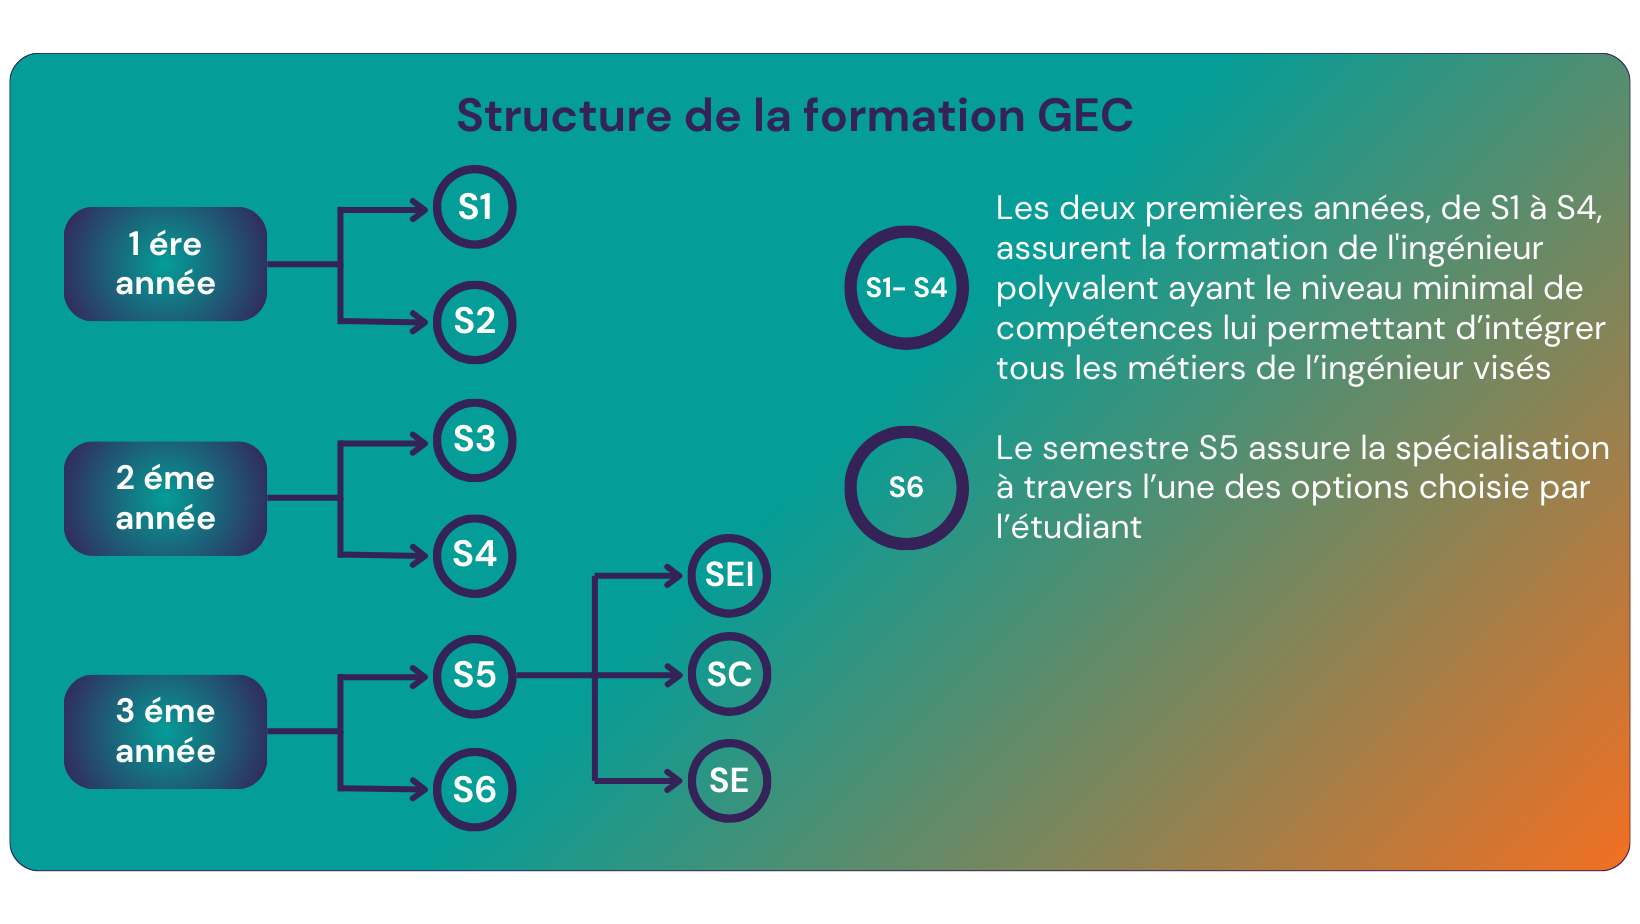 Structure de la formation GEC
1 ére
année
S1
S2
2 éme
année
S3
S4
3 éme
année
S5
S6
SEI
SC
SE
S1- S4
Les deux premières années, de S1 à S4,
assurent la formation de l'ingénieur
polyvalent ayant le niveau minimal de
compétences lui permettant d’intégrer
tous les métiers de l’ingénieur visés
S6
Le semestre S5 assure la spécialisation
à travers l’une des options choisie par
l’étudiant